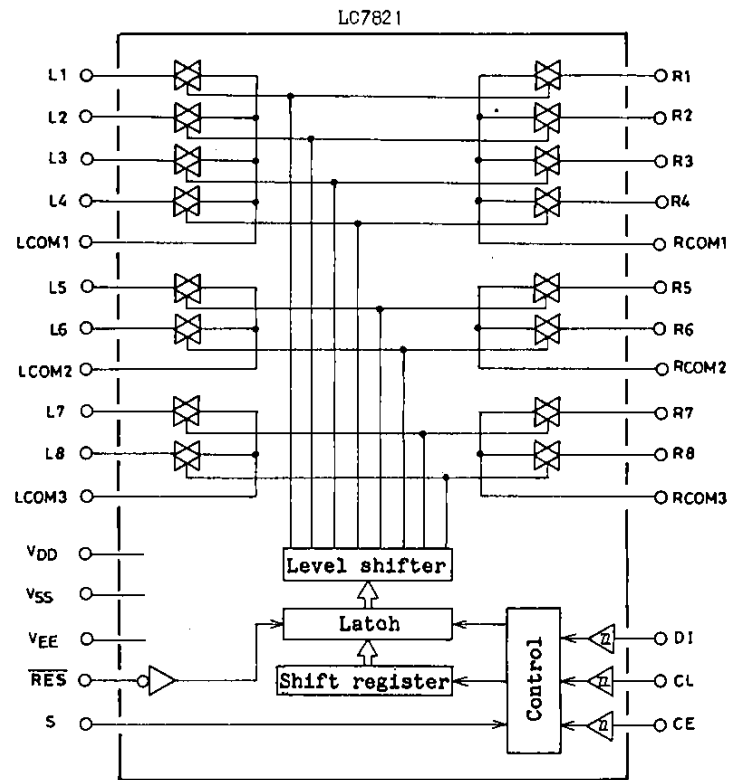 LC7821
L1
R1
L2
R2
L3
R3
L4
R4
LCOM1
RCOM1
L5
R5
L6
R6
LCOM2
RCOM2
L7
R7
L8
R8
LCOM3
RCOM3
VDD
Level shifter
VSS
Latch
VEE
DI
RES
Shift register
Control
CL
S
CE